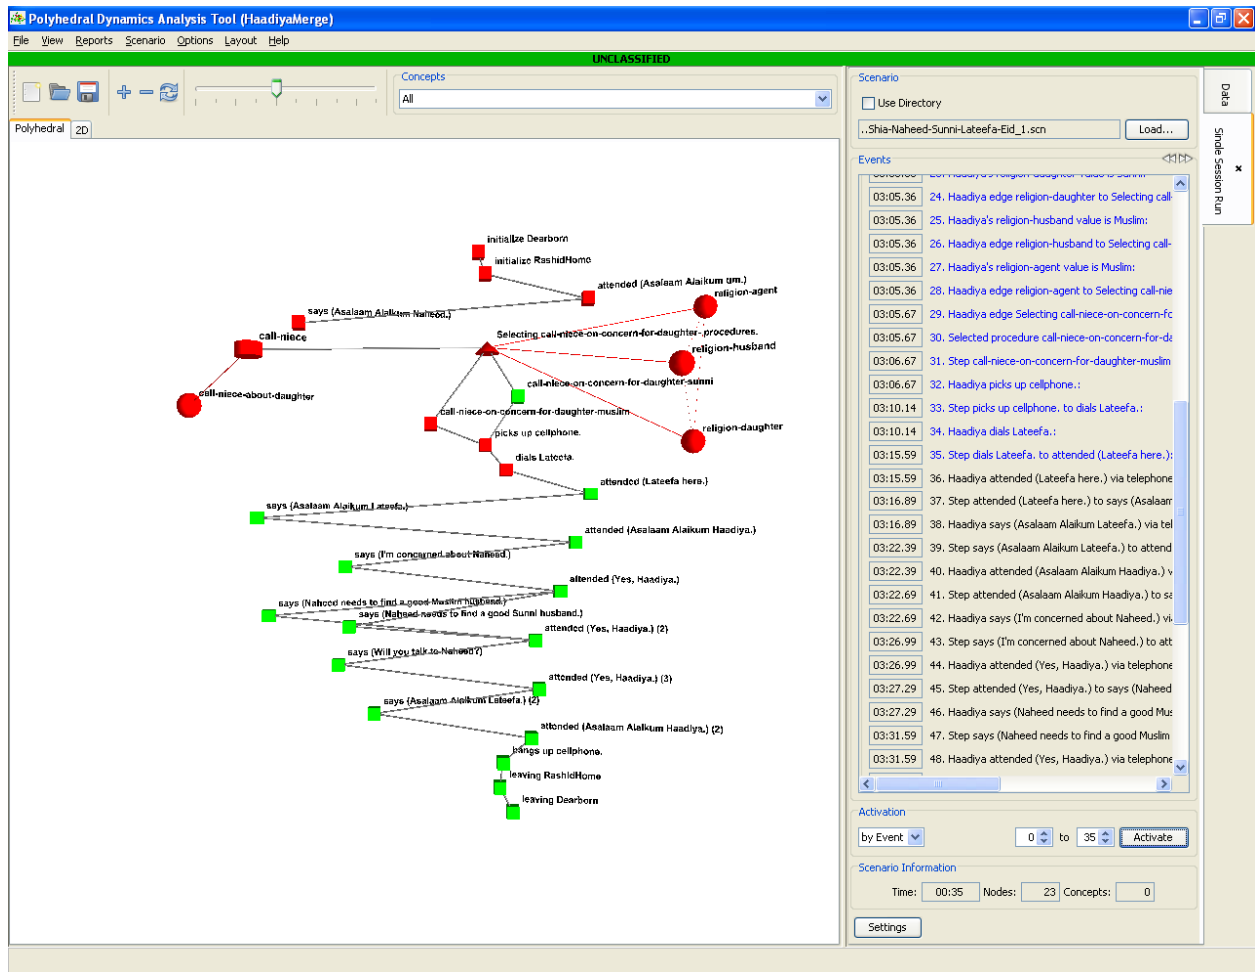 Polyhedral Dynamics Analysis Tool (HaadiyaMerge)
File View Reports Scenario Options Layout Help
UNCLASSIFIED
Concepts
All
Polyhedral 2D
initialize Dearborn
initialize RashidHome
attended (Asalaam Alaikum um.)
says (Asalaam Alaikum Naheed.)
religion-agent
call-niece
Selecting call-niece-on-concern-for-daughter-procedures.
religion-husband
call-niece-about-daughter
call-niece-on-concern-for-daughter-sunni
call-niece-on-concern-for-daughter-muslim
picks up cellphone.
religion-daughter
dials Lateefa.
attended (Lateefa here.)
says (Asalaam Alaikum Lateefa.)
attended (Asalaam Alaikum Haadiya.)
says (I'm concerned about Naheed.)
attended (Yes, Haadiya.)
says (Naheed needs to find a good Muslim husband.)
says (Naheed needs to find a good Sunni husband.)
attended (Yes, Haadiya.) (2)
says (Will you talk to Naheed?)
attended (Yes, Haadiya.) (3)
says (Asalaam Alaikum Lateefa.) (2)
attended (Asalaam Alaikum Haadiya.) (2)
hangs up cellphone.
leaving RashidHome
leaving Dearborn
Scenario
Use Directory
..Shia-Naheed-Sunni-Lateefa-Eid_1.scn Load...
Events
03:05.36 24. Haadiya edge religion-daughter to Selecting call-
03:05.36 25. Haadiya's religion-husband value is Muslim:
03:05.36 26. Haadiya edge religion-husband to Selecting call-
03:05.36 27. Haadiya's religion-agent value is Muslim:
03:05.36 28. Haadiya edge religion-agent to Selecting call-nie
03:05.67 29. Haadiya edge Selecting call-niece-on-concern-fo
03:05.67 30. Selected procedure call-niece-on-concern-for-da
03:06.67 31. Step call-niece-on-concern-for-daughter-muslim
03:06.67 32. Haadiya picks up cellphone.:
03:10.14 33. Step picks up cellphone. to dials Lateefa.:
03:10.14 34. Haadiya dials Lateefa.:
03:15.59 35. Step dials Lateefa. to attended (Lateefa here.):
03:15.59 36. Haadiya attended (Lateefa here.) via telephone
03:16.89 37. Step attended (Lateefa here.) to says (Asalaam
03:16.89 38. Haadiya says (Asalaam Alaikum Lateefa.) via tel
03:22.39 39. Step says (Asalaam Alaikum Lateefa.) to attend
03:22.39 40. Haadiya attended (Asalaam Alaikum Haadiya.) v
03:22.69 41. Step attended (Asalaam Alaikum Haadiya.) to sa
03:22.69 42. Haadiya says (I'm concerned about Naheed.) vi
03:26.99 43. Step says (I'm concerned about Naheed.) to att
03:26.99 44. Haadiya attended (Yes, Haadiya.) via telephone
03:27.29 45. Step attended (Yes, Haadiya.) to says (Naheed
03:27.29 46. Haadiya says (Naheed needs to find a good Mus
03:31.59 47. Step says (Naheed needs to find a good Muslim
03:31.59 48. Haadiya attended (Yes, Haadiya.) via telephone
Activation
by Event 0 to 35 Activate
Scenario Information
Time: 00:35 Nodes: 23 Concepts: 0
Settings
Data
Single Session Run